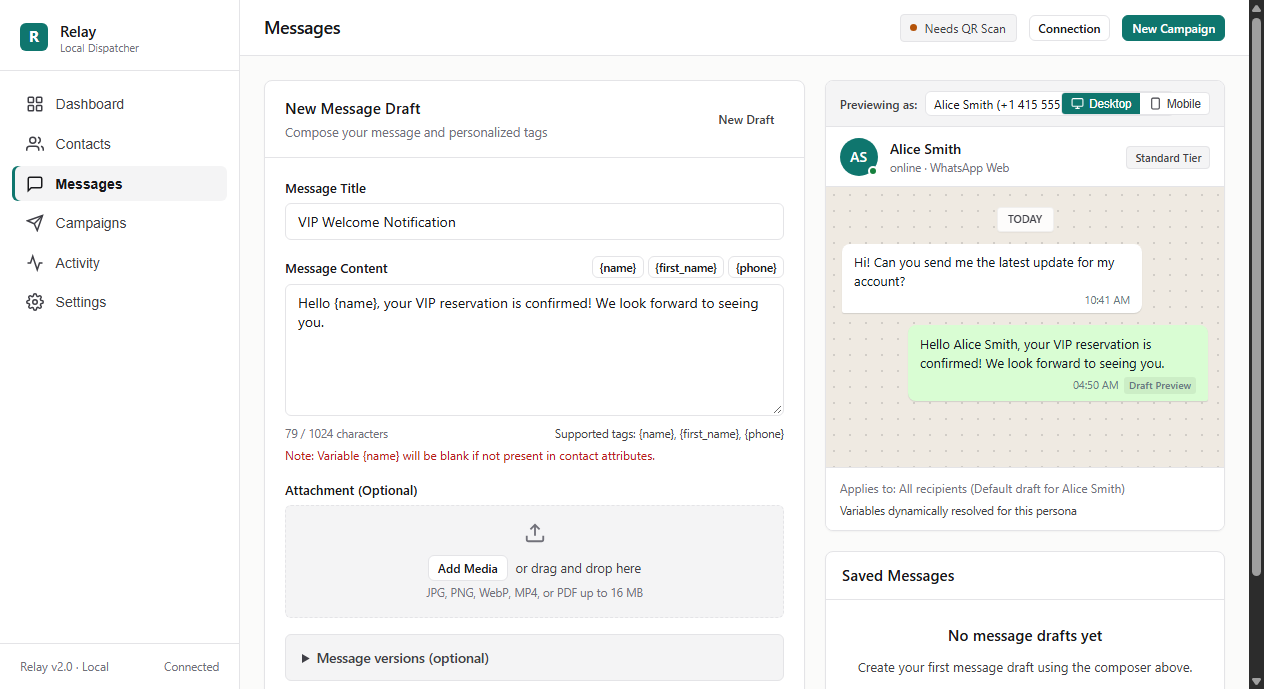 R
Relay
Local Dispatcher
Dashboard
Contacts
Messages
Campaigns
Activity
Settings
Relay v2.0 · Local
Connected
Messages
Needs QR Scan
Connection
New Campaign
New Message Draft
Compose your message and personalized tags
New Draft
Message Title
VIP Welcome Notification
Message Content
{name}
{first_name}
{phone}
Hello {name}, your VIP reservation is confirmed! We look forward to seeing
you.
79 / 1024 characters
Supported tags: {name}, {first_name}, {phone}
Note: Variable {name} will be blank if not present in contact attributes.
Attachment (Optional)
Add Media or drag and drop here
JPG, PNG, WebP, MP4, or PDF up to 16 MB
Message versions (optional)
Previewing as:
Alice Smith (+1 415 555
Desktop
Mobile
AS
Alice Smith
online · WhatsApp Web
Standard Tier
TODAY
Hi! Can you send me the latest update for my
account?
10:41 AM
Hello Alice Smith, your VIP reservation is
confirmed! We look forward to seeing you.
04:50 AM
Draft Preview
Applies to: All recipients (Default draft for Alice Smith)
Variables dynamically resolved for this persona
Saved Messages
No message drafts yet
Create your first message draft using the composer above.